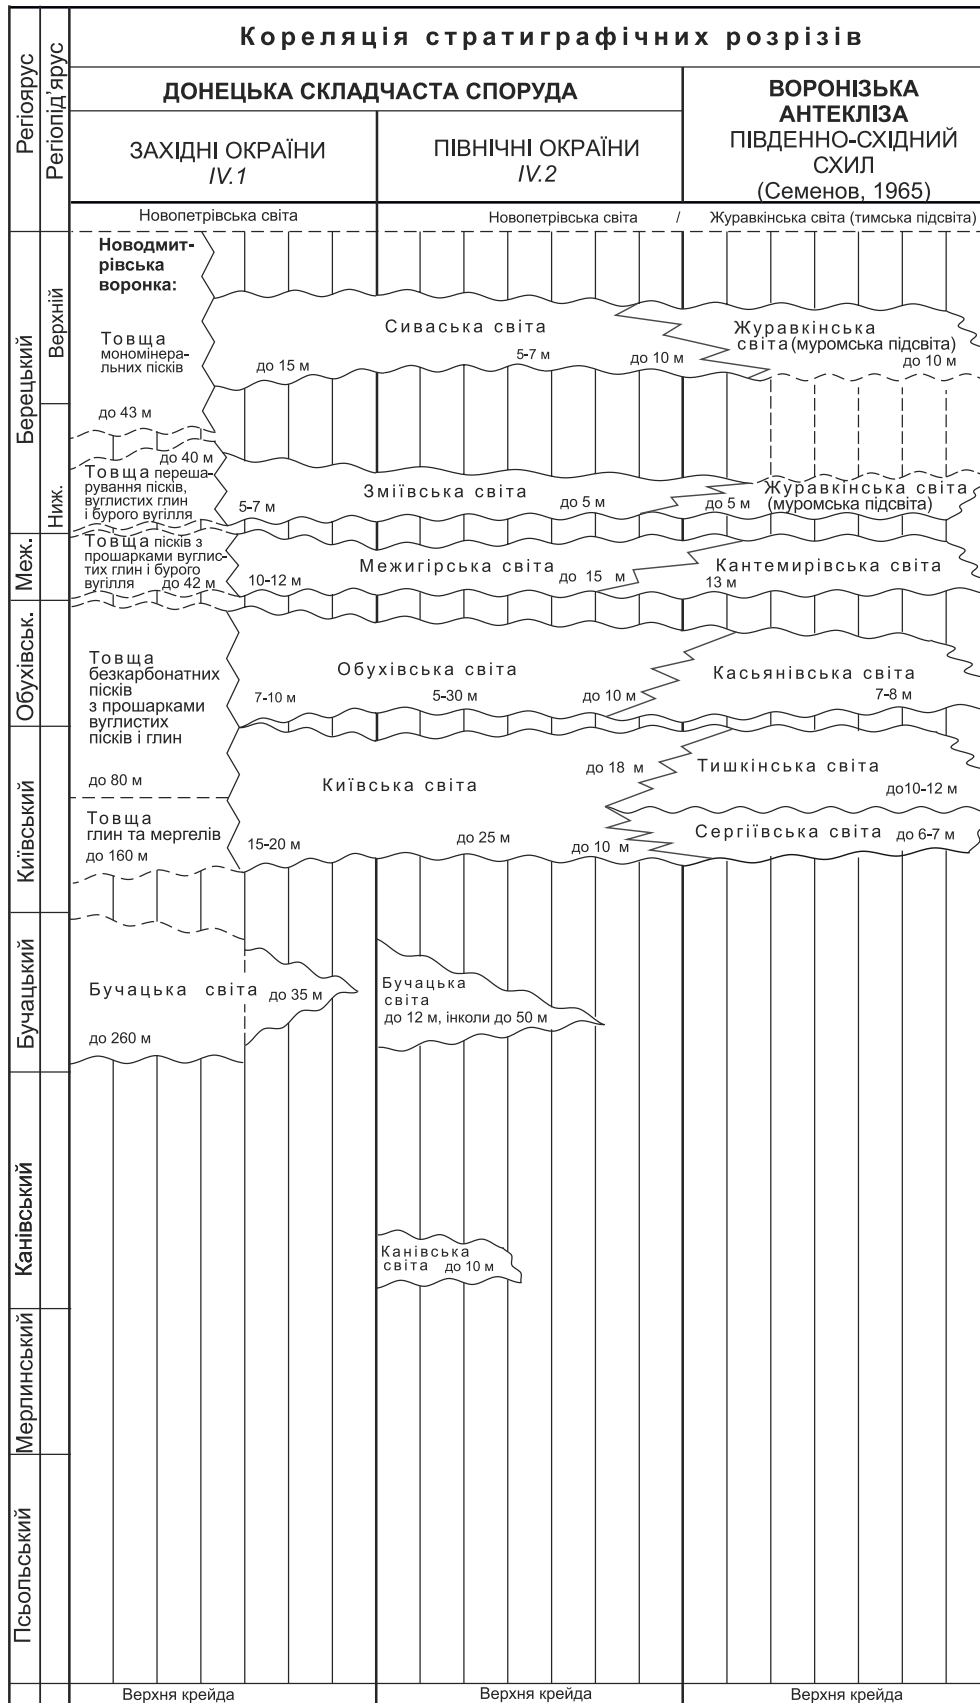 Кореляція стратиграфічних розрізів
Регіоярус
Регіопід'ярус
ДОНЕЦЬКА СКЛАДЧАСТА СПОРУДА
ЗАХІДНІ ОКРАЇНИ
IV.1
ПІВНІЧНІ ОКРАЇНИ
IV.2
ВОРОНІЗЬКА
АНТЕКЛІЗА
ПІВДЕННО-СХІДНИЙ
СХИЛ
(Семенов, 1965)
Новопетрівська світа
Новопетрівська світа / Журавкінська світа (тимська підсвіта)
Берецький
Верхній
Новодмит-
рівська
воронка:
Товща
мономінера-
льних пісків
до 43 м
Сиваська світа
до 15 м
5-7 м
до 10 м
Журавкінська
світа (муромська підсвіта)
до 10 м
Ниж.
до 40 м
Товща переша-
рування пісків,
вуглистих глин
і бурого вугілля
5-7 м
Зміївська світа
до 5 м
до 5 м
Журавкінська світа
(муромська підсвіта)
Меж.
Товща пісків з
прошарками вуглис-
тих глин і бурого
вугілля до 42 м
10-12 м
Межигірська світа
до 15 м
Кантемирівська світа
13 м
Обухівськ.
Товща
безкарбонатних
пісків
з прошарками
вуглистих
пісків і глин
до 80 м
Обухівська світа
7-10 м
5-30 м
до 10 м
Касьянівська світа
7-8 м
Київський
Товща
глин та мергелів
до 160 м
Київська світа
15-20 м
до 25 м
до 18 м
до 10 м
Тишкінська світа
до10-12 м
Сергіївська світа до 6-7 м
Бучацький
Бучацька світа до 35 м
до 260 м
Бучацька
світа
до 12 м, інколи до 50 м
Канівський
Канівська
світа до 10 м
Мерлинський
Псьольський
Верхня крейда
Верхня крейда
Верхня крейда